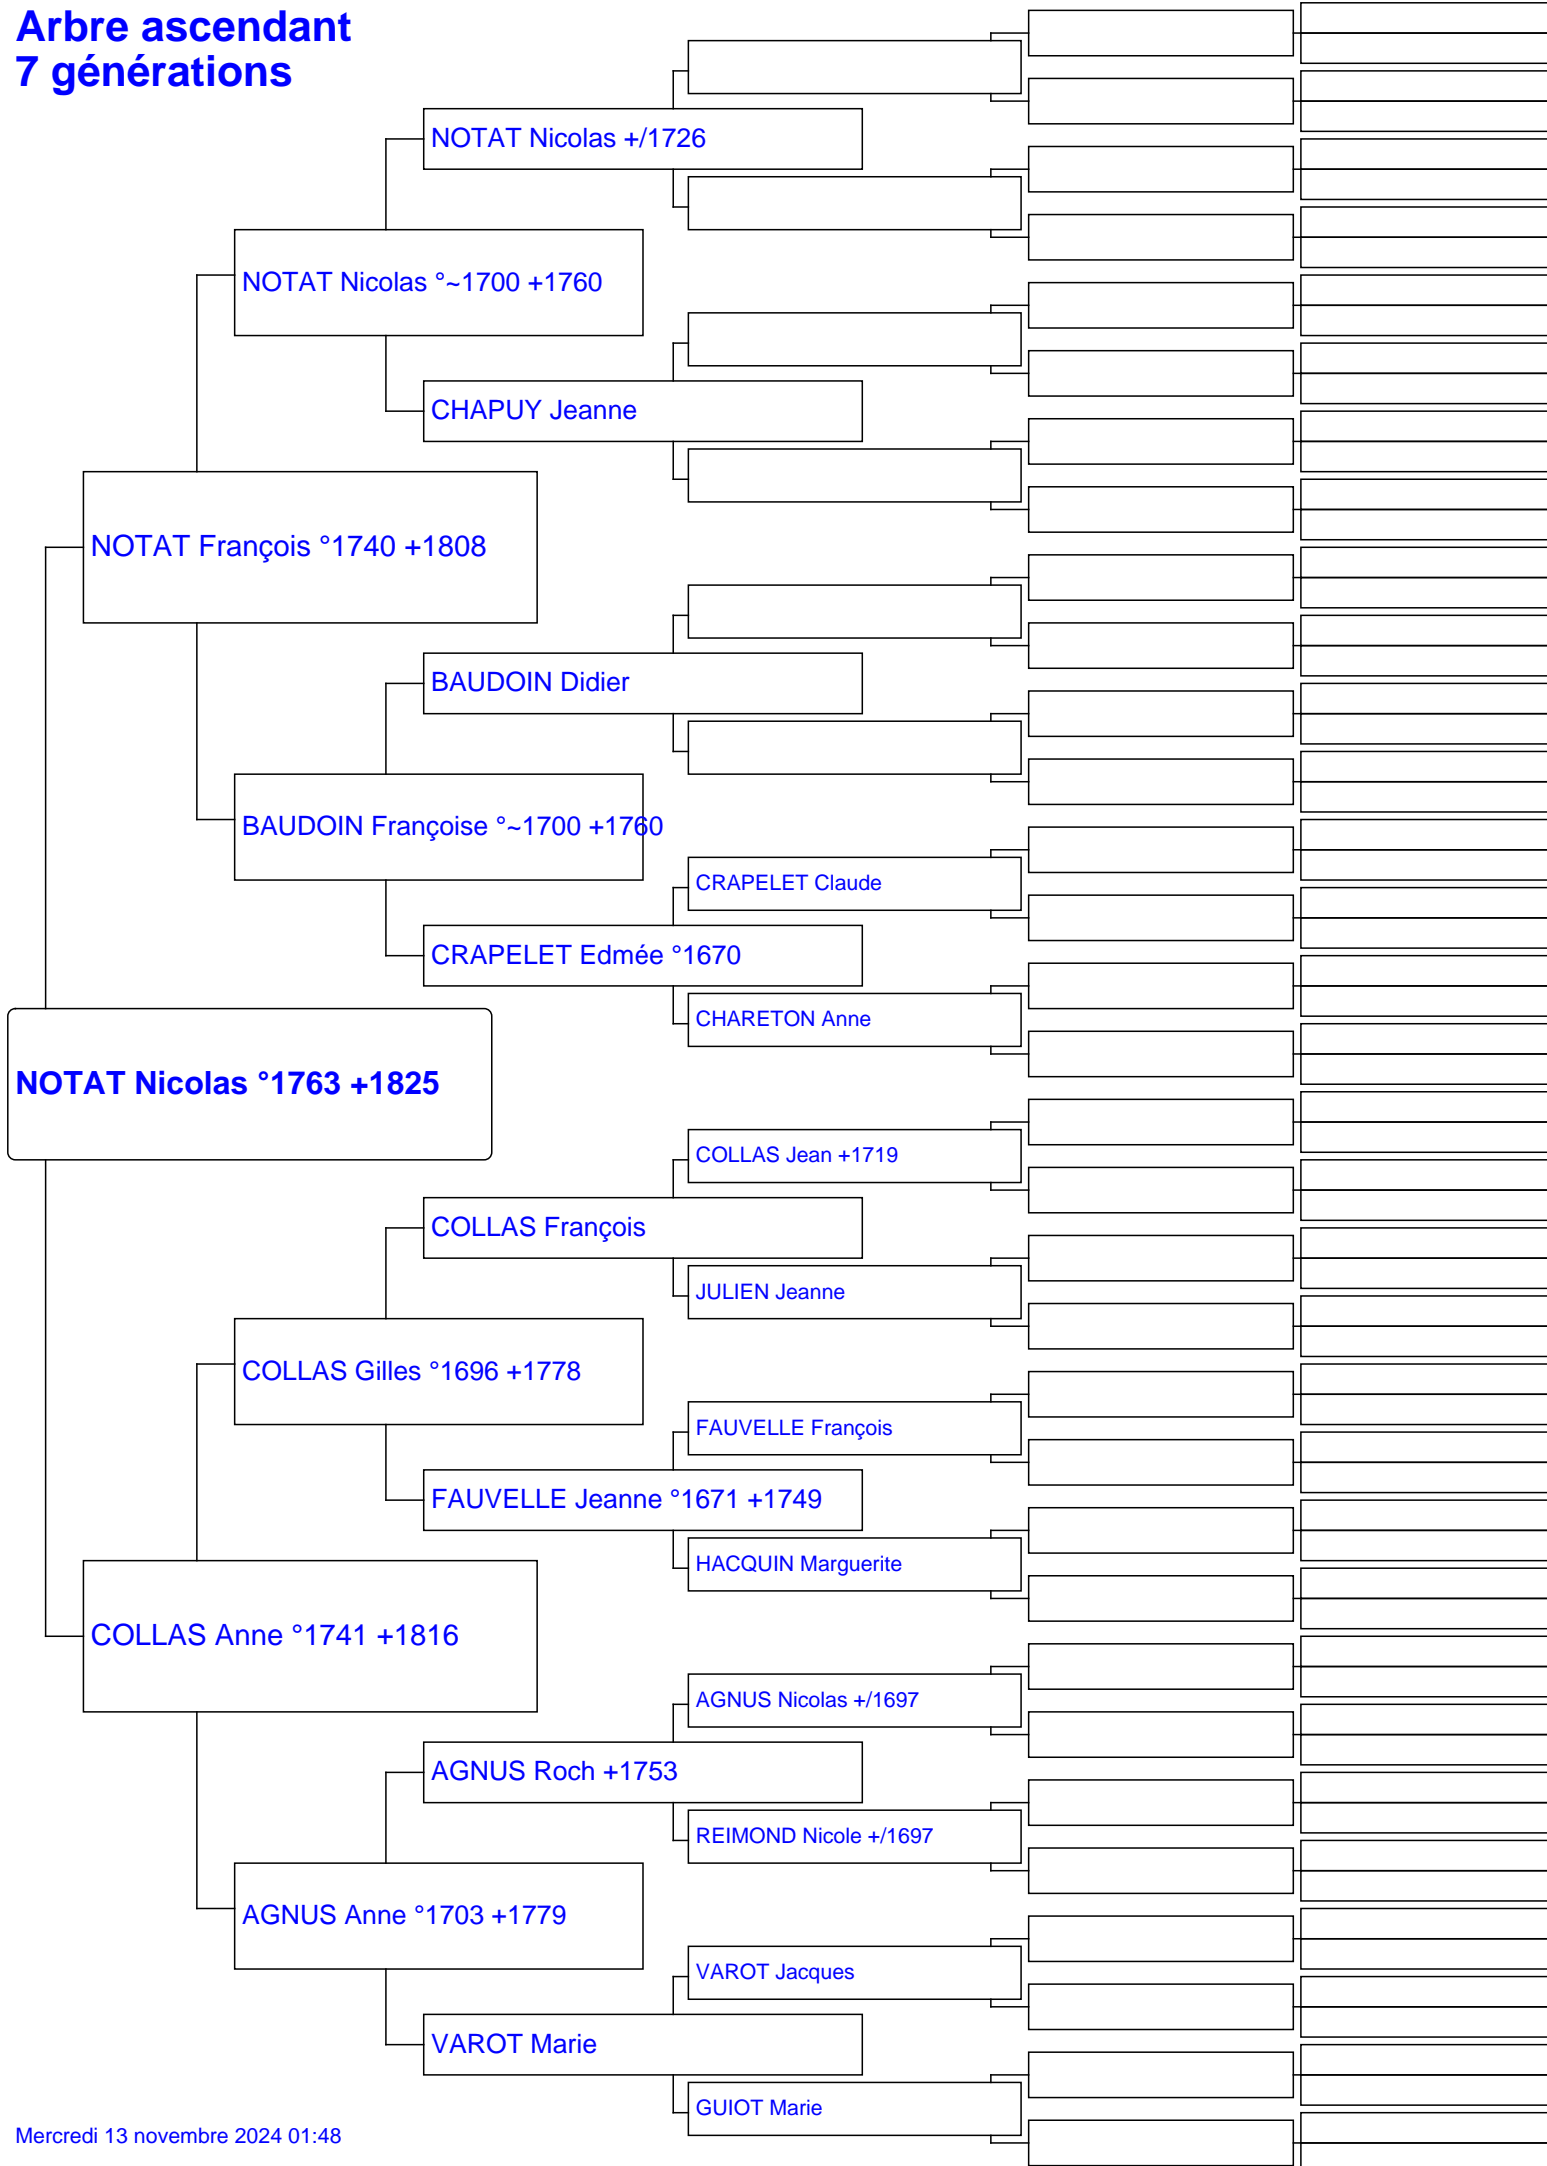 Arbre ascendant
7 générations
NOTAT Nicolas +/1726
NOTAT Nicolas °~1700 +1760
CHAPUY Jeanne
NOTAT François °1740 +1808
BAUDOIN Didier
BAUDOIN Françoise °~1700 +1760
CRAPELET Claude
CRAPELET Edmée °1670
CHARETON Anne
NOTAT Nicolas °1763 +1825
COLLAS Jean +1719
COLLAS François
JULIEN Jeanne
COLLAS Gilles °1696 +1778
FAUVELLE François
FAUVELLE Jeanne °1671 +1749
HACQUIN Marguerite
COLLAS Anne °1741 +1816
AGNUS Nicolas +/1697
AGNUS Roch +1753
REIMOND Nicole +/1697
AGNUS Anne °1703 +1779
VAROT Jacques
VAROT Marie
GUIOT Marie
Mercredi 13 novembre 2024 01:48